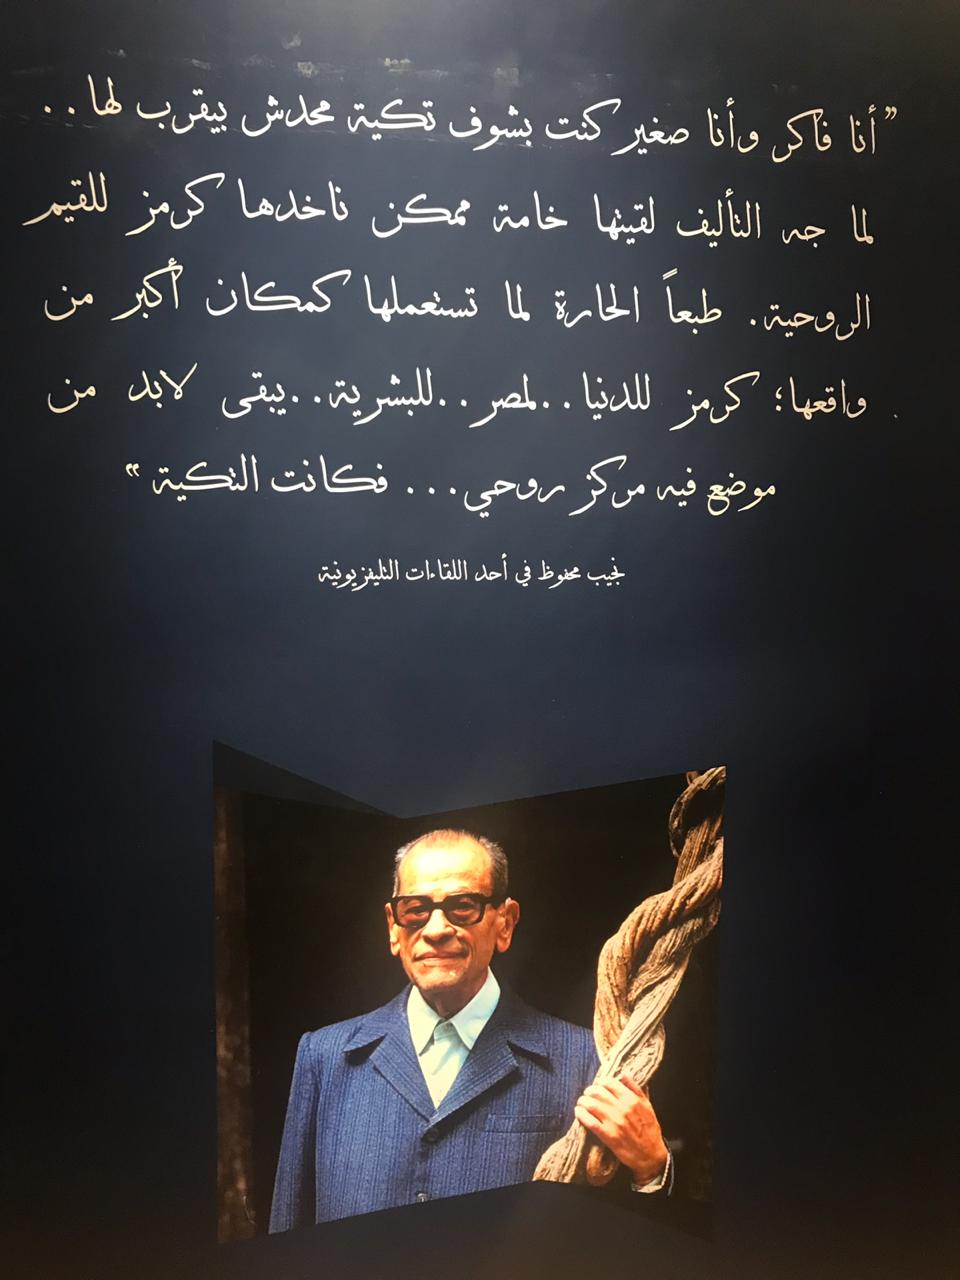 ”أنا فاكر وأنا صغير كنت بشوف تكية محدش بيقرب لها..
لما جه التأليف لقيتها خامة ممكن ناخدها كرمز للقيم
الروحية. طبعاً الحارة لما تستعملها كمكان أكبر من
واقعها؛ كرمز للدنيا..لمصر..للبشرية..يبقى لابد من
موضع فيه مركز روحي... فكانت التكية“
نجيب محفوظ في أحد اللقاءات التليفزيونية